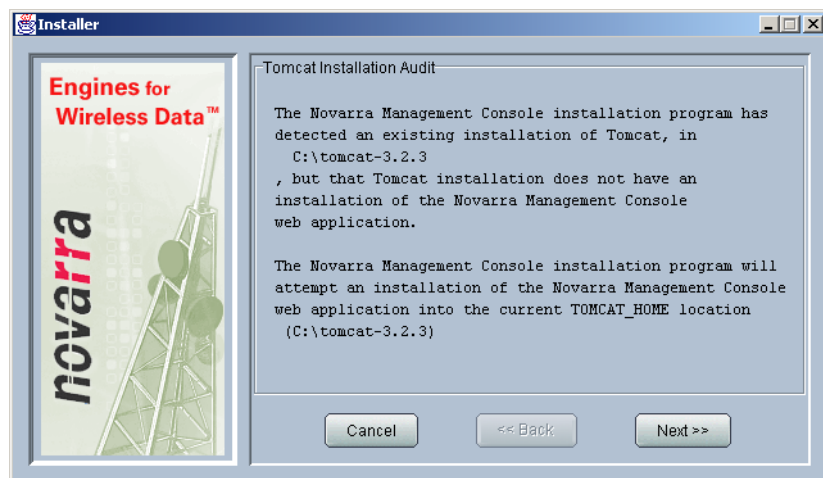 Installer
Engines for
Wireless Data™
novarra
Tomcat Installation Audit
The Novarra Management Console installation program has
detected an existing installation of Tomcat, in
C:\tomcat-3.2.3
, but that Tomcat installation does not have an
installation of the Novarra Management Console
web application.
The Novarra Management Console installation program will
attempt an installation of the Novarra Management Console
web application into the current TOMCAT_HOME location
(C:\tomcat-3.2.3)
Cancel
<< Back
Next >>